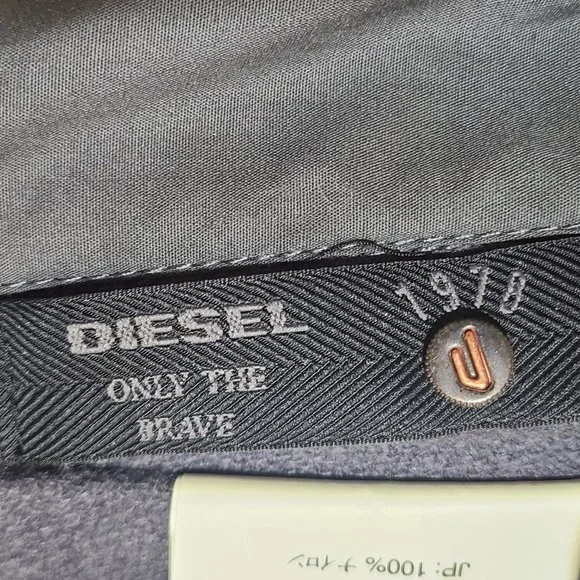 DIESEL
ONLY THE
BRAVE
1978
JP: 100% ナイロン